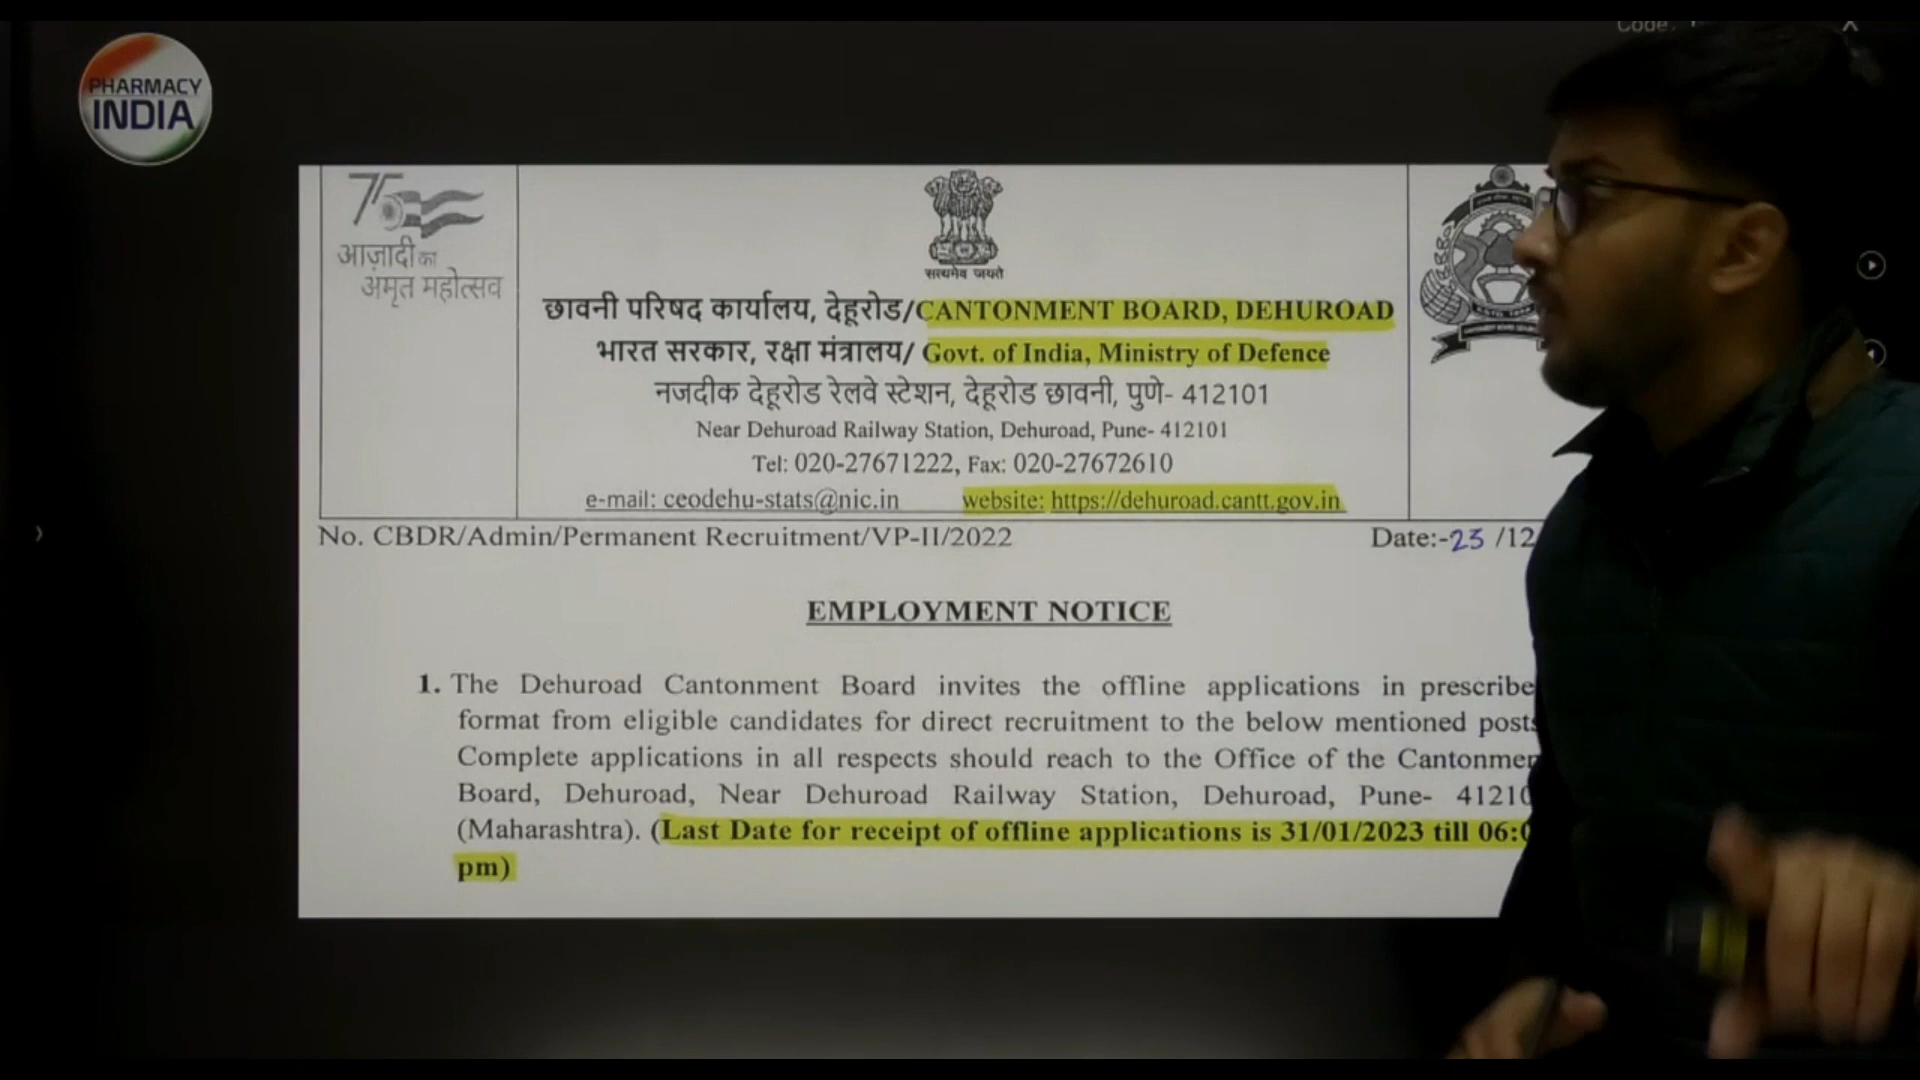 Code
X
PHARMACY
INDIA
75
आज़ादी का
अमृत महोत्सव
सत्यमेव जयते
छावनी परिषद कार्यालय, देहूरोड/CANTONMENT BOARD, DEHUROAD
भारत सरकार, रक्षा मंत्रालय/ Govt. of India, Ministry of Defence
नजदीक देहूरोड रेलवे स्टेशन, देहूरोड छावनी, पुणे- 412101
Near Dehuroad Railway Station, Dehuroad, Pune- 412101
Tel: 020-27671222, Fax: 020-27672610
e-mail: ceodehu-stats@nic.in website: https://dehuroad.cantt.gov.in
No. CBDR/Admin/Permanent Recruitment/VP-II/2022 Date:-23 /12
EMPLOYMENT NOTICE
1. The Dehuroad Cantonment Board invites the offline applications in prescribe
format from eligible candidates for direct recruitment to the below mentioned posts
Complete applications in all respects should reach to the Office of the Cantonmen
Board, Dehuroad, Near Dehuroad Railway Station, Dehuroad, Pune- 41210
(Maharashtra). (Last Date for receipt of offline applications is 31/01/2023 till 06:0
pm)